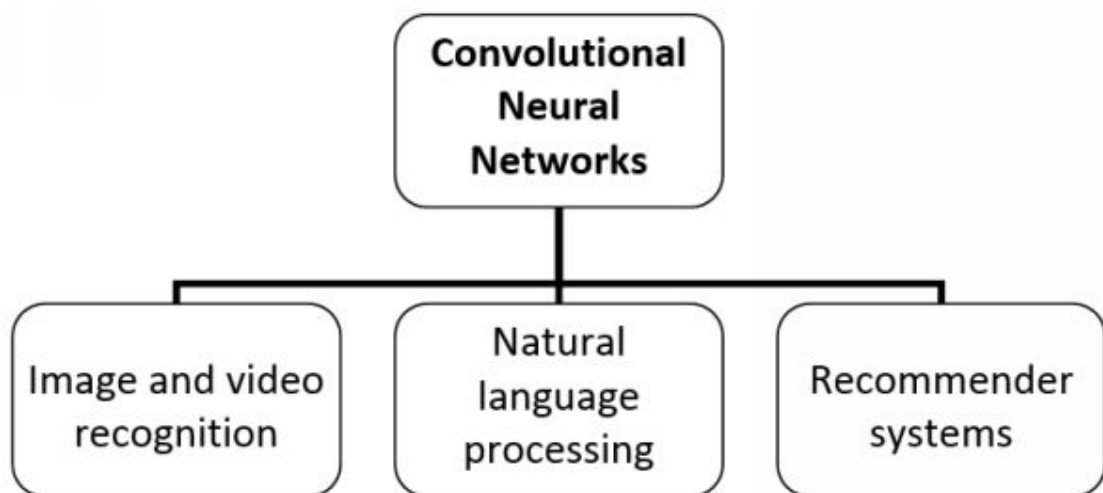 Convolutional
Neural
Networks
Image and video
recognition
Natural
language
processing
Recommender
systems